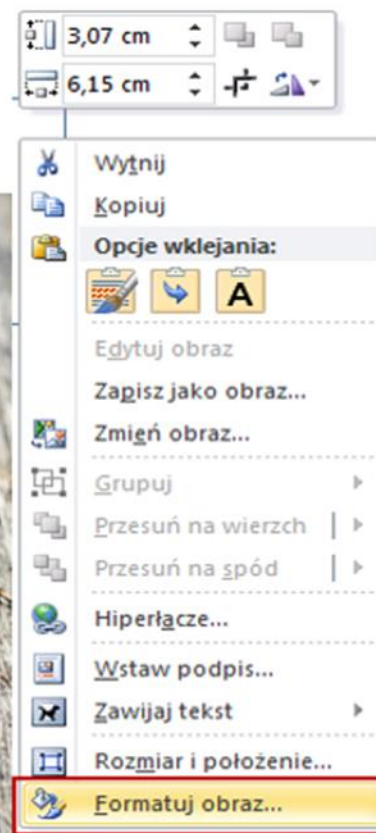 3,07 cm
6,15 cm
Wytnij
Kopiuj
Opcje wklejania:
A
Edytuj obraz
Zapisz jako obraz...
Zmień obraz...
Grupuj
Przesuń na wierzch
Przesuń na spód
Hiperłącze...
Wstaw podpis...
Zawijaj tekst
Rozmiar i położenie...
Formatuj obraz...